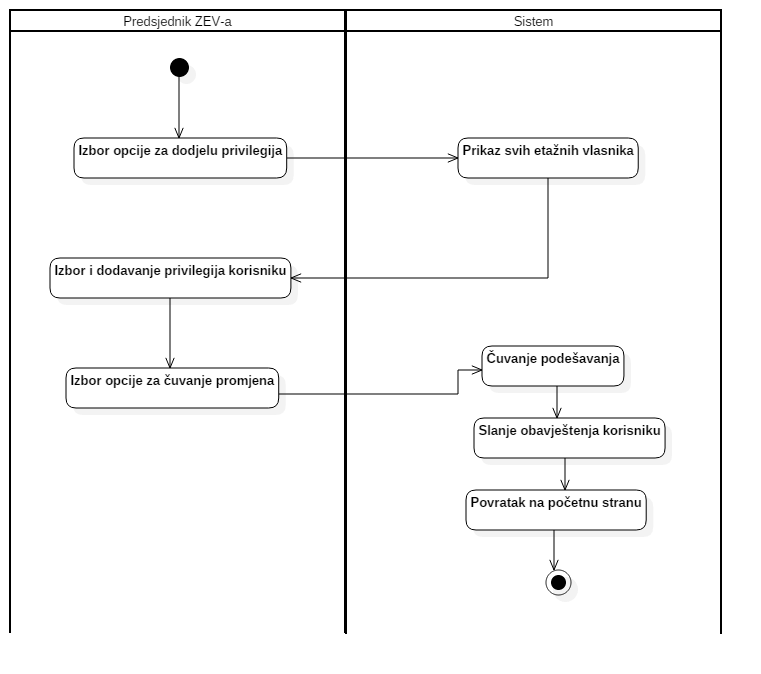 Predsjednik ZEV-a
Sistem
Izbor opcije za dodjelu privilegija
Prikaz svih etažnih vlasnika
Izbor i dodavanje privilegija korisniku
Izbor opcije za čuvanje promjena
Čuvanje podešavanja
Slanje obavještenja korisniku
Povratak na početnu stranu